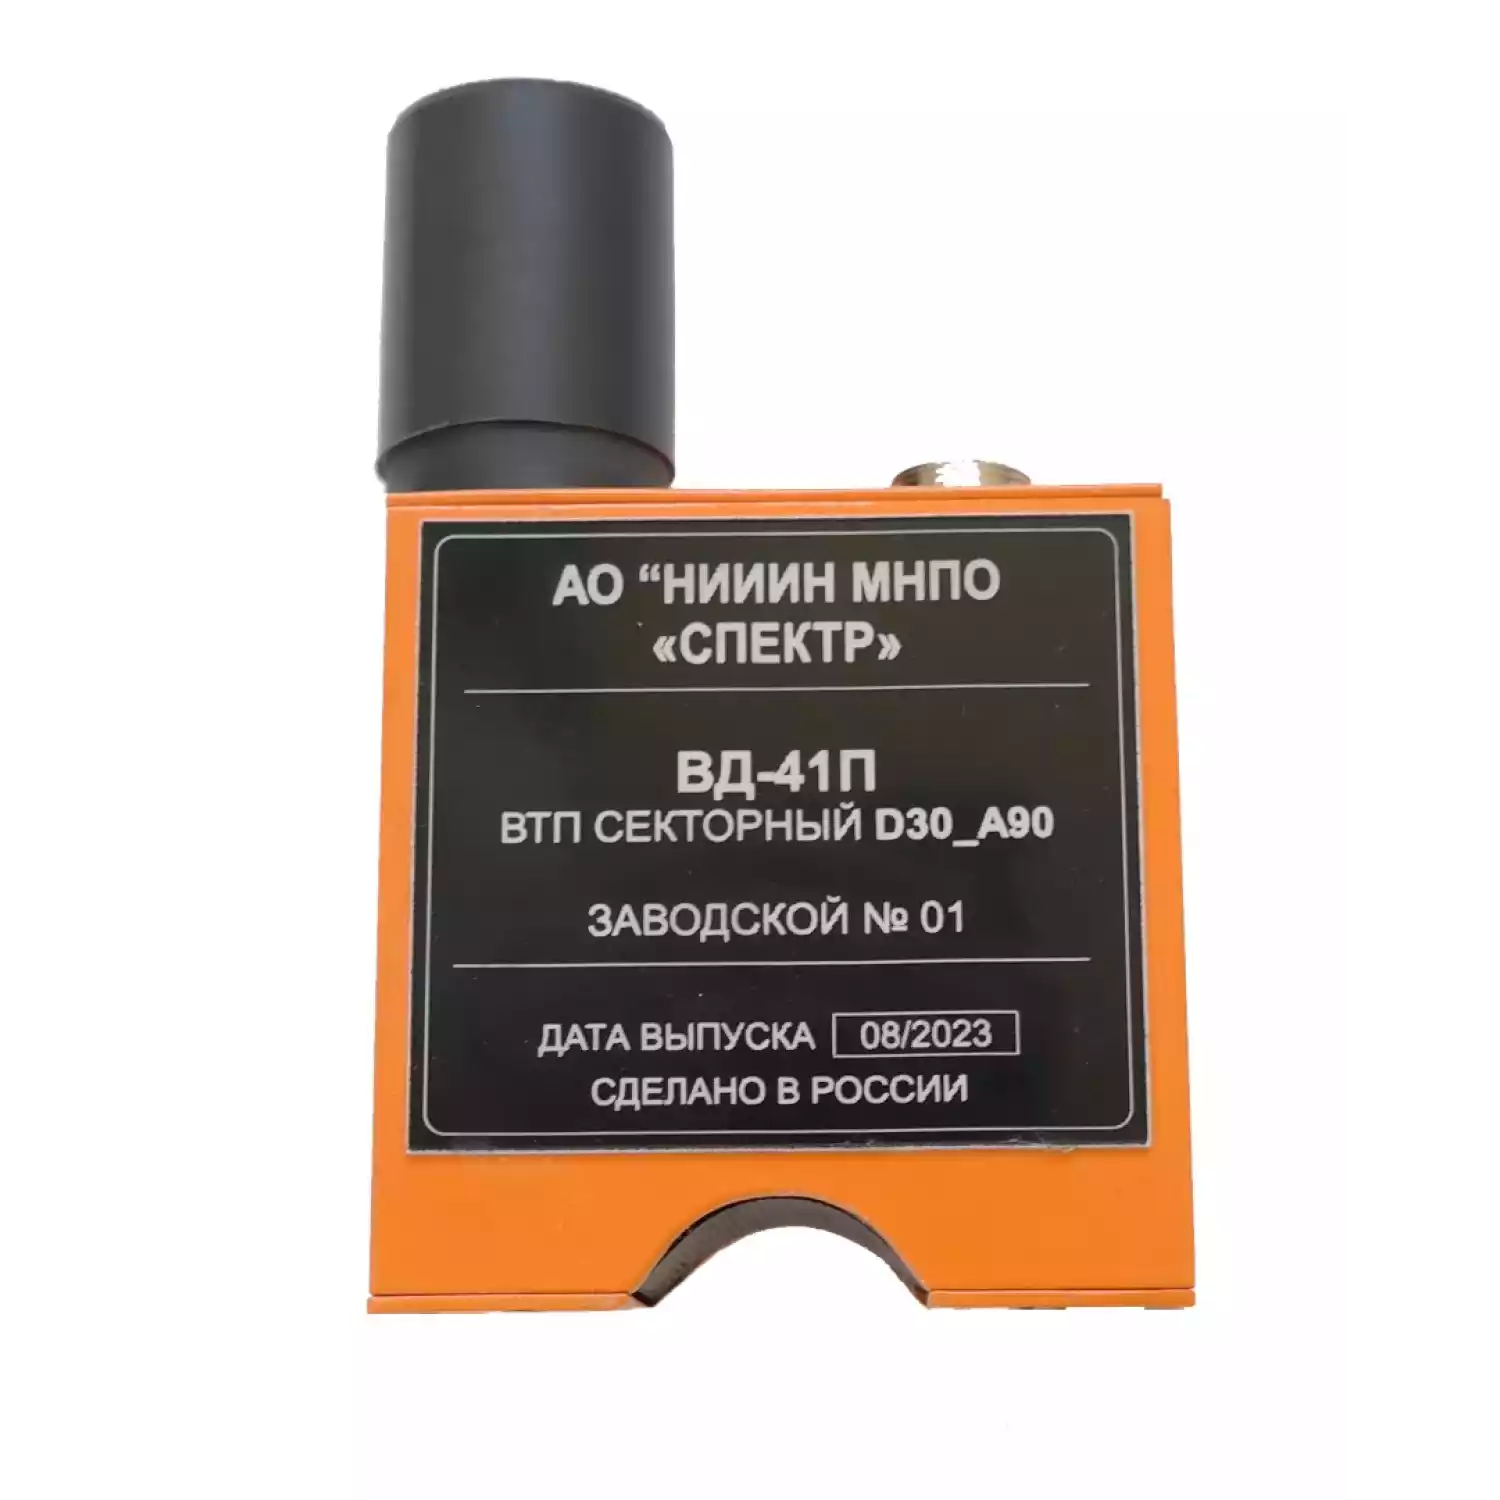 АО “НИИИН МНПО
«СПЕКТР»
ВД-41П
ВТП СЕКТОРНЫЙ D30_A90
ЗАВОДСКОЙ № 01
ДАТА ВЫПУСКА 08/2023
СДЕЛАНО В РОССИИ